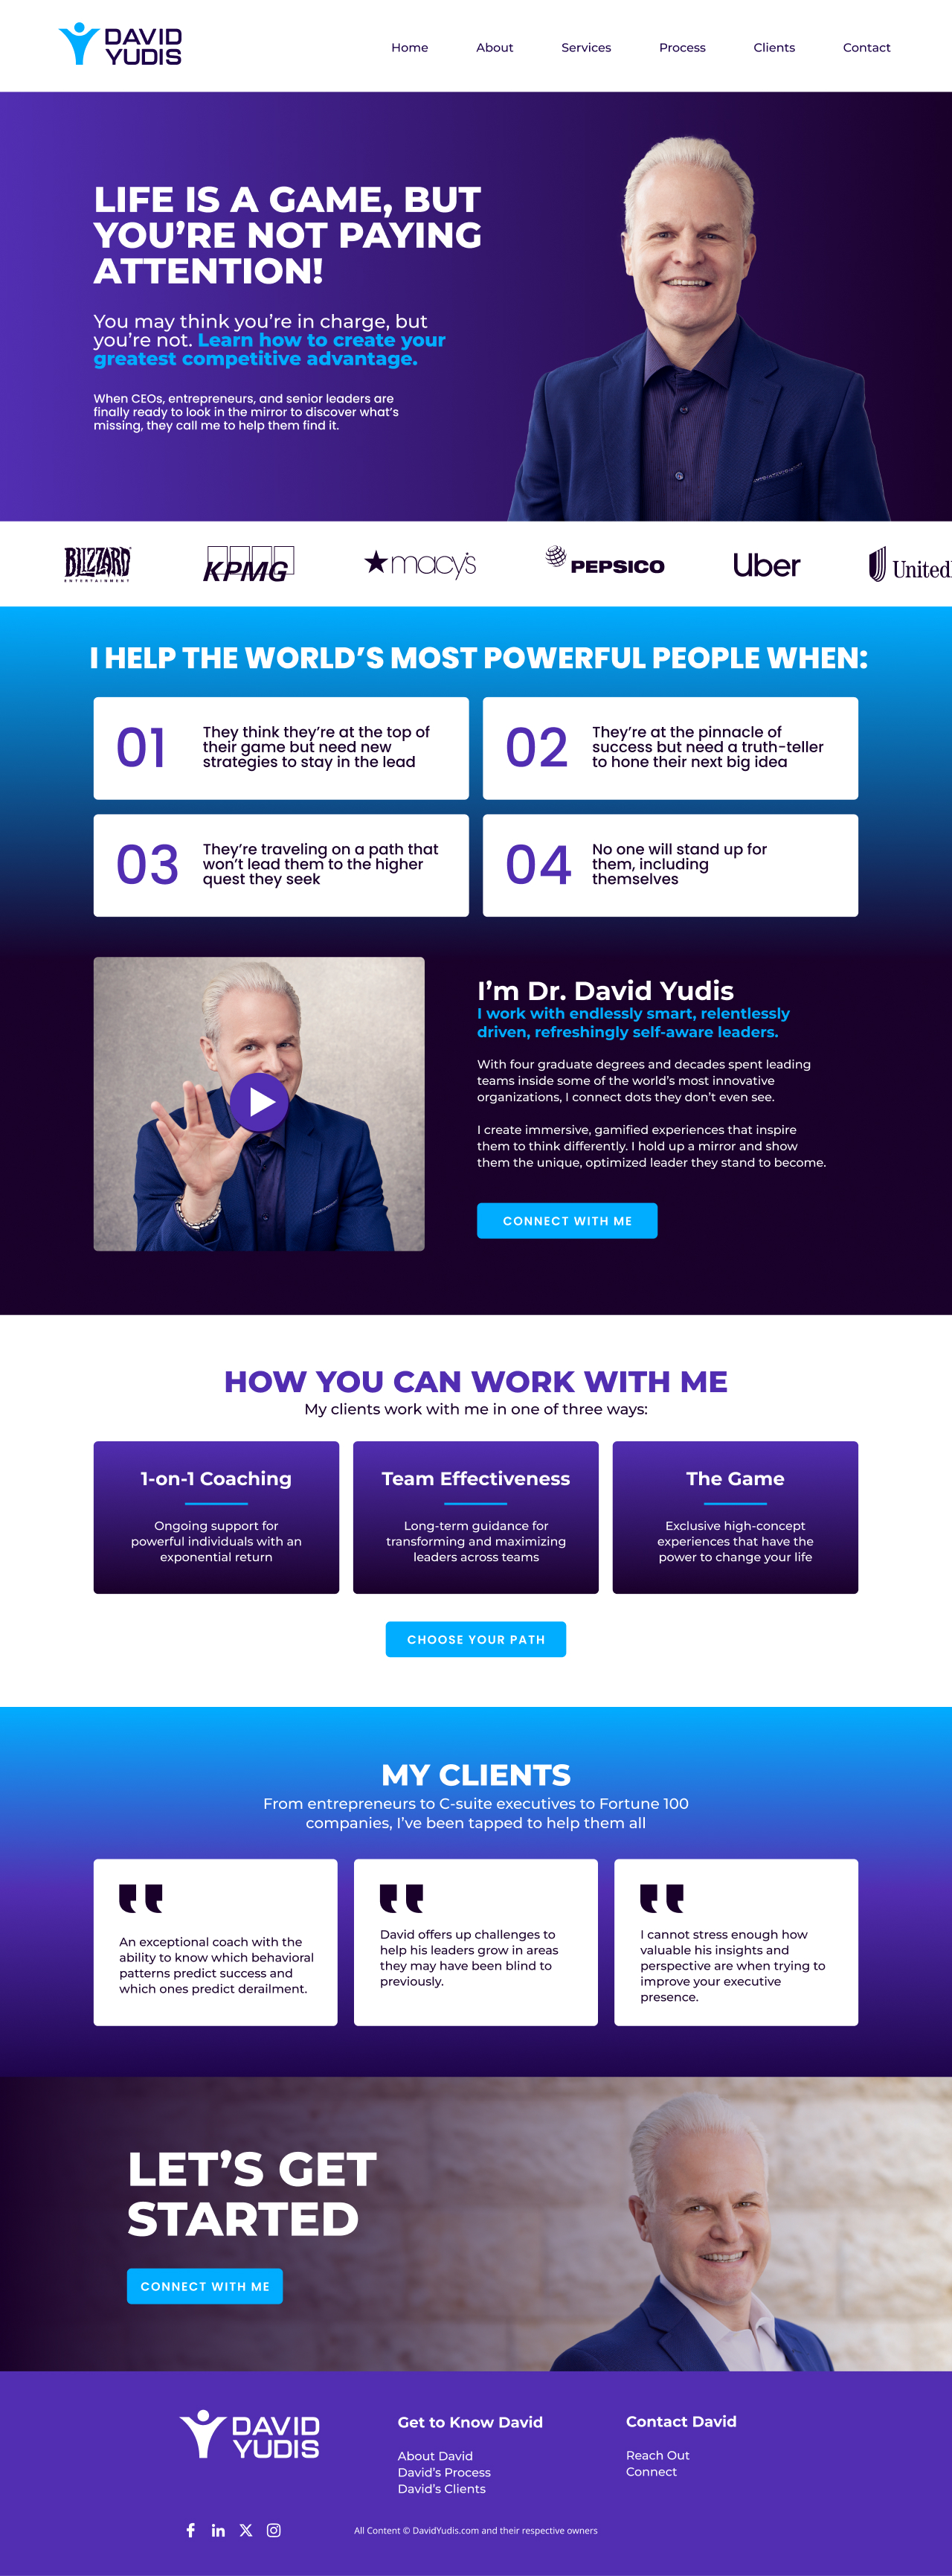 DAVID
YUDIS
Home About Services Process Clients Contact
LIFE IS A GAME, BUT
YOU’RE NOT PAYING
ATTENTION!
You may think you’re in charge, but
you’re not. Learn how to create your
greatest competitive advantage.
When CEOs, entrepreneurs, and senior leaders are
finally ready to look in the mirror to discover what’s
missing, they call me to help them find it.
BLIZZARD
ENTERTAINMENT
KPMG
macy’s
PEPSICO
Uber
United
I HELP THE WORLD’S MOST POWERFUL PEOPLE WHEN:
01
They think they’re at the top of
their game but need new
strategies to stay in the lead
02
They’re at the pinnacle of
success but need a truth-teller
to hone their next big idea
03
They’re traveling on a path that
won’t lead them to the higher
quest they seek
04
No one will stand up for
them, including
themselves
I’m Dr. David Yudis
I work with endlessly smart, relentlessly
driven, refreshingly self-aware leaders.
With four graduate degrees and decades spent leading
teams inside some of the world’s most innovative
organizations, I connect dots they don’t even see.
I create immersive, gamified experiences that inspire
them to think differently. I hold up a mirror and show
them the unique, optimized leader they stand to become.
CONNECT WITH ME
HOW YOU CAN WORK WITH ME
My clients work with me in one of three ways:
1-on-1 Coaching
Ongoing support for
powerful individuals with an
exponential return
Team Effectiveness
Long-term guidance for
transforming and maximizing
leaders across teams
The Game
Exclusive high-concept
experiences that have the
power to change your life
CHOOSE YOUR PATH
MY CLIENTS
From entrepreneurs to C-suite executives to Fortune 100
companies, I’ve been tapped to help them all
An exceptional coach with the
ability to know which behavioral
patterns predict success and
which ones predict derailment.
David offers up challenges to
help his leaders grow in areas
they may have been blind to
previously.
I cannot stress enough how
valuable his insights and
perspective are when trying to
improve your executive
presence.
LET’S GET
STARTED
CONNECT WITH ME
DAVID
YUDIS
Get to Know David
About David
David’s Process
David’s Clients
Contact David
Reach Out
Connect
All Content © DavidYudis.com and their respective owners